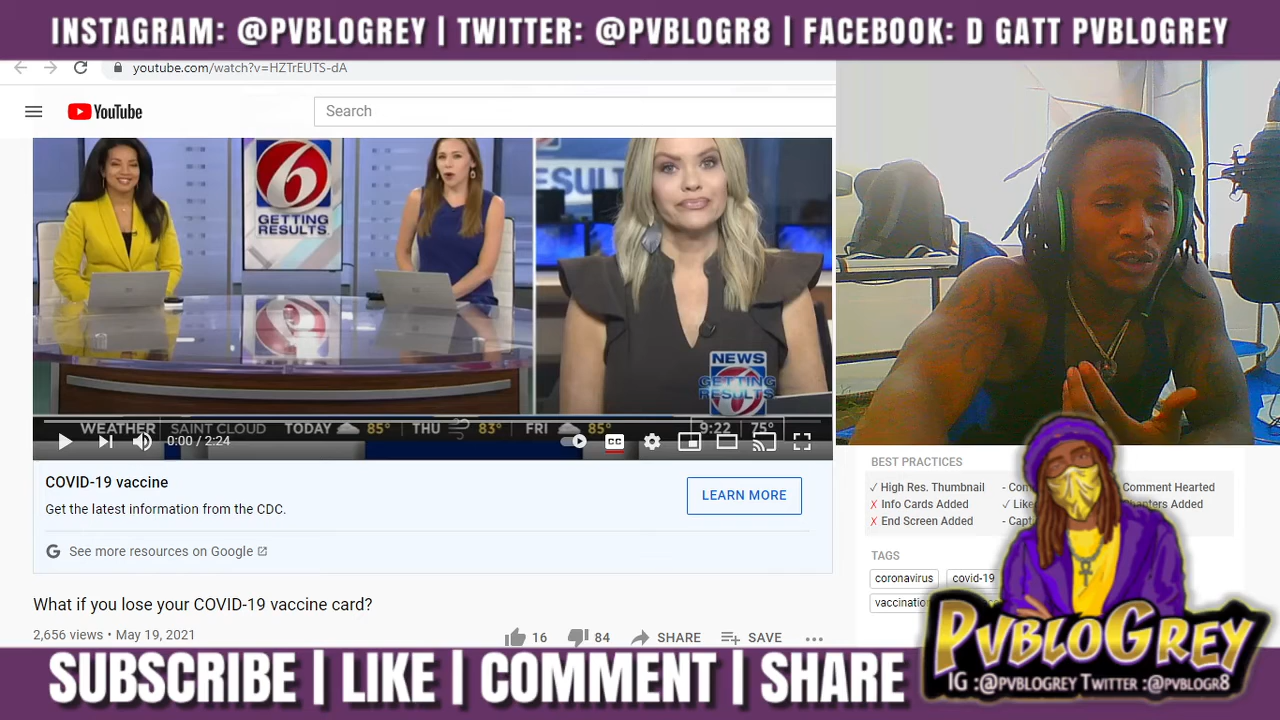 INSTAGRAM: @PVBLOGREY | TWITTER: @PVBLOGR8 | FACEBOOK: D GATT PVBLOGREY
youtube.com/watch?v=HZTrEUTS-dA
YouTube
Search
6
GETTING
RESULTS
NEWS
6
GETTING
RESULTS
WEATHER SAINT CLOUD TODAY 85° THU 83° FRI 85° 9:22 75°
0:00 / 2:24
CC
COVID-19 vaccine
Get the latest information from the CDC.
LEARN MORE
G See more resources on Google
What if you lose your COVID-19 vaccine card?
2,656 views • May 19, 2021
16 84 SHARE SAVE ...
BEST PRACTICES
✓ High Res. Thumbnail Comment Hearted
✗ Info Cards Added
✗ End Screen Added
TAGS
coronavirus covid-19
PVBLOGREY
IG :@PVBLOGREY TWITTER :@PVBLOGR8
SUBSCRIBE | LIKE | COMMENT | SHARE